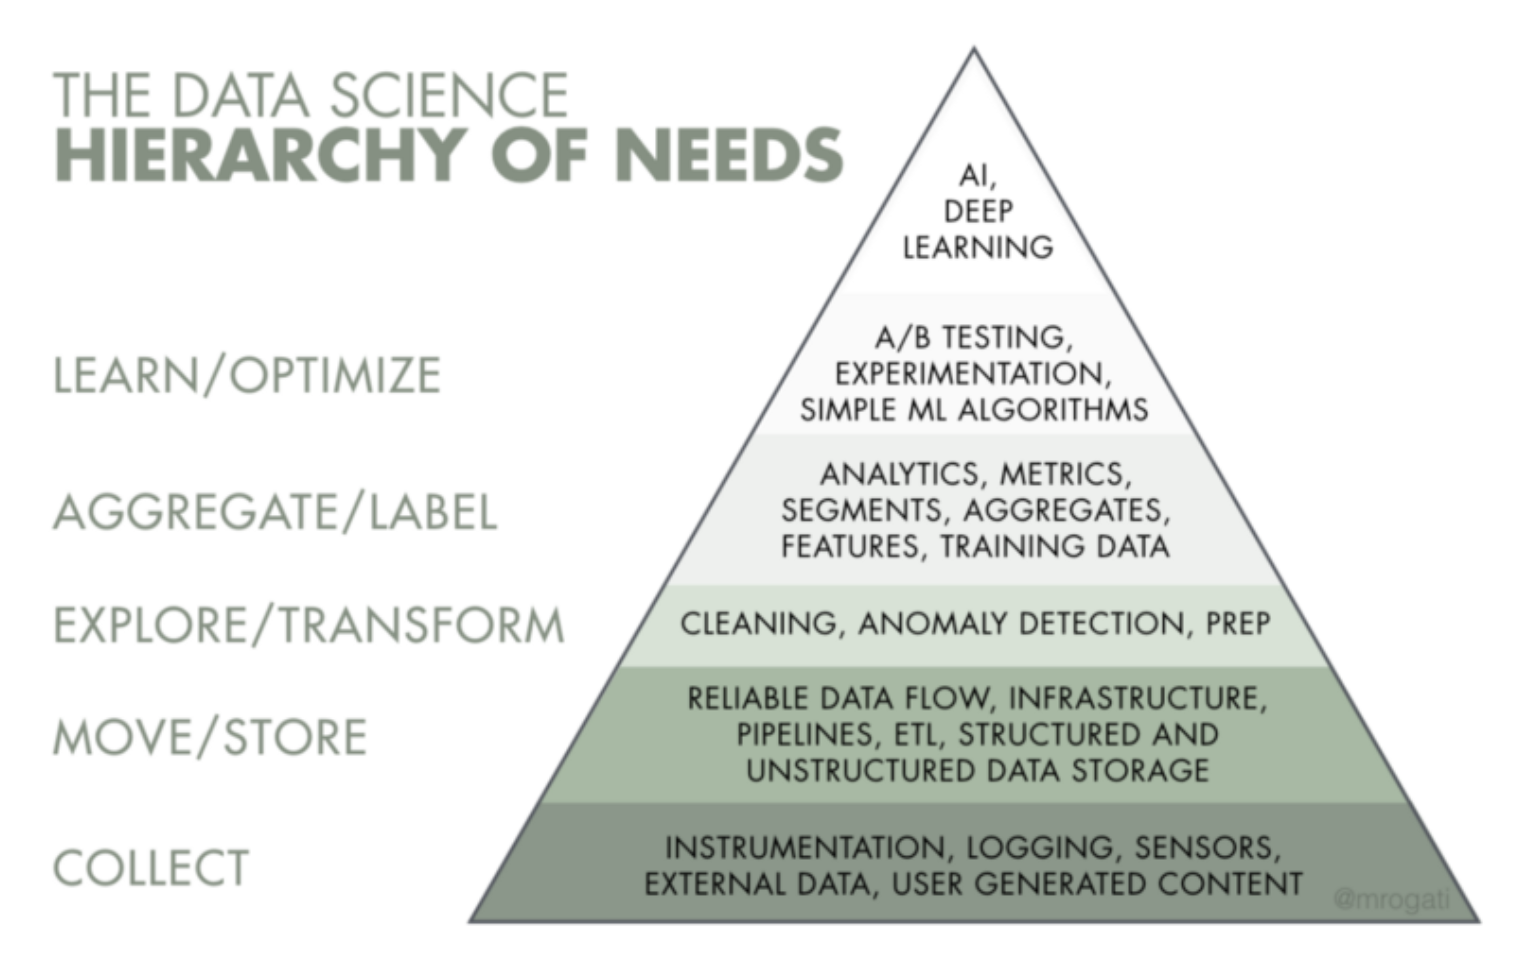 THE DATA SCIENCE
HIERARCHY OF NEEDS
AI,
DEEP
LEARNING
LEARN/OPTIMIZE
A/B TESTING,
EXPERIMENTATION,
SIMPLE ML ALGORITHMS
AGGREGATE/LABEL
ANALYTICS, METRICS,
SEGMENTS, AGGREGATES,
FEATURES, TRAINING DATA
EXPLORE/TRANSFORM
CLEANING, ANOMALY DETECTION, PREP
MOVE/STORE
RELIABLE DATA FLOW, INFRASTRUCTURE,
PIPELINES, ETL, STRUCTURED AND
UNSTRUCTURED DATA STORAGE
COLLECT
INSTRUMENTATION, LOGGING, SENSORS,
EXTERNAL DATA, USER GENERATED CONTENT
@mrogati